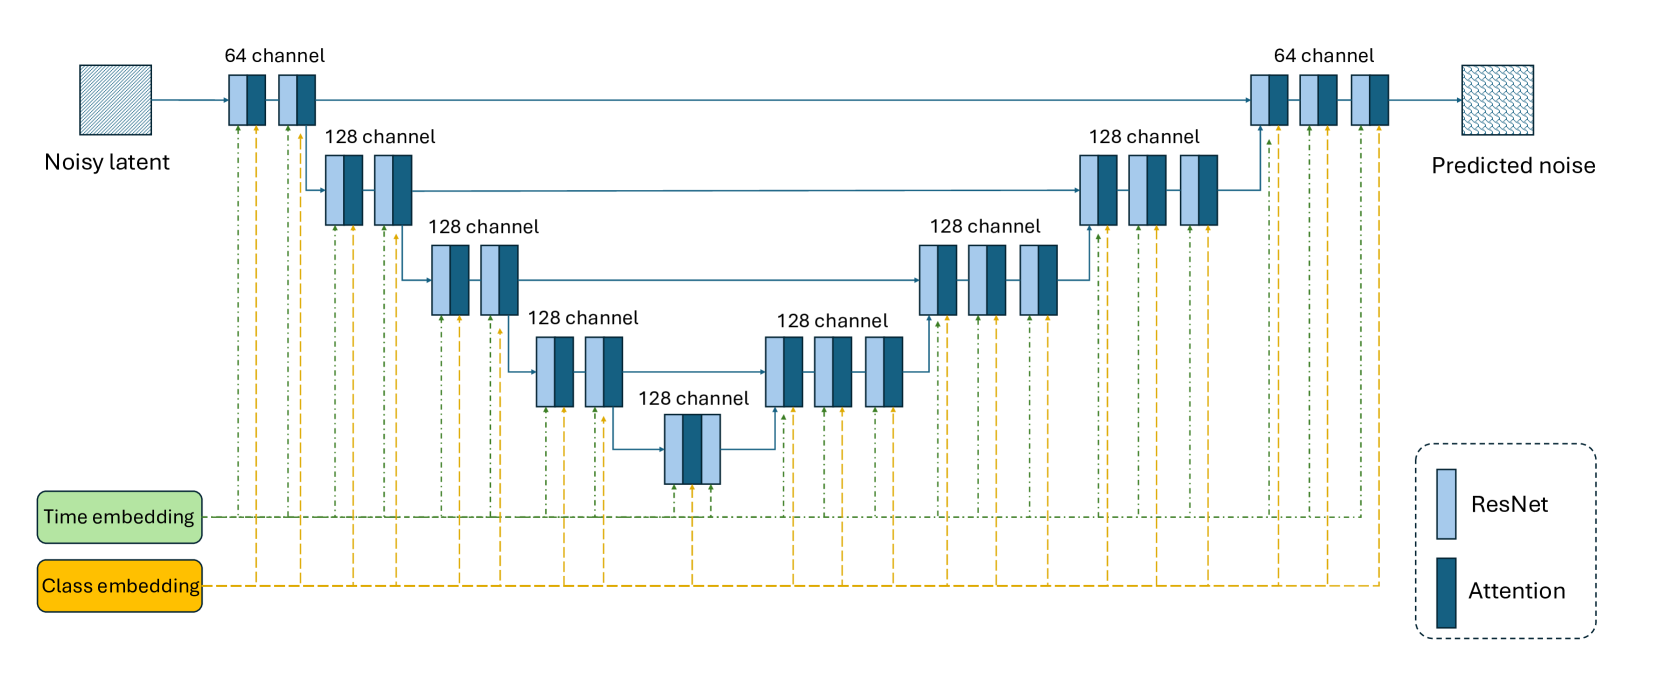 64 channel
64 channel
128 channel
128 channel
Noisy latent
Predicted noise
128 channel
128 channel
128 channel
128 channel
128 channel
Time embedding
Class embedding
ResNet
Attention